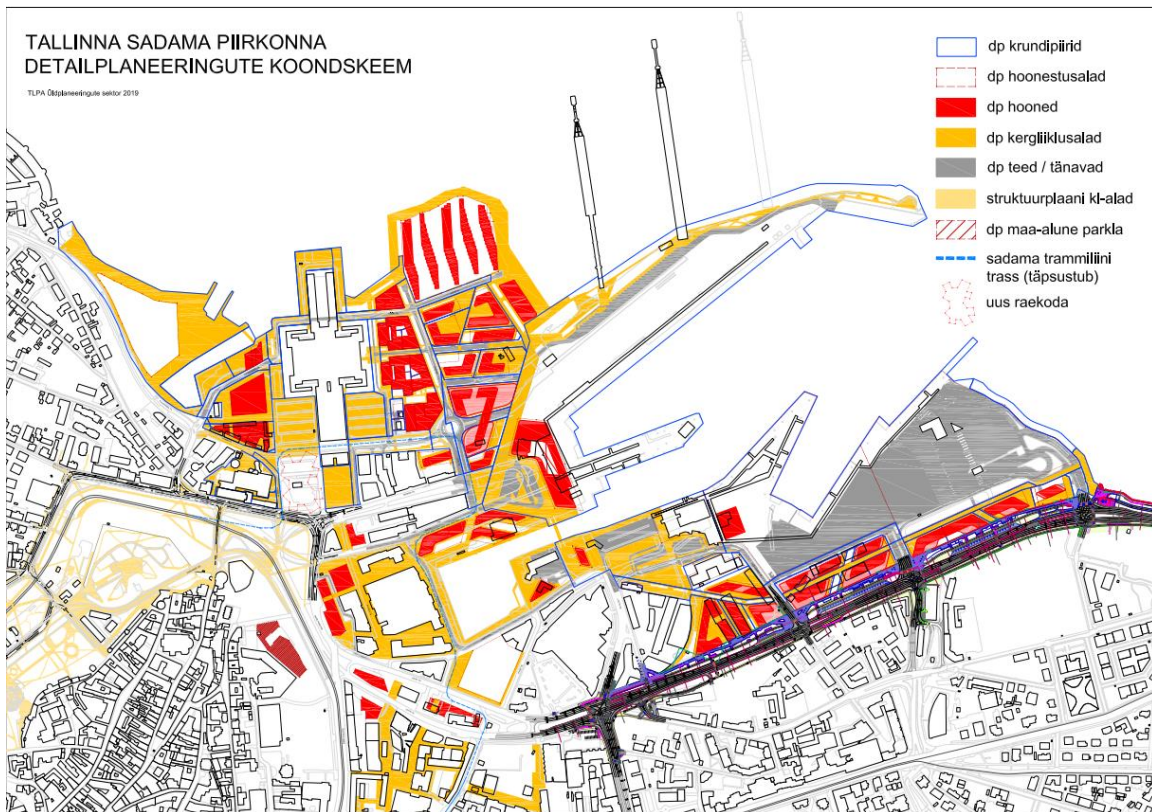 TALLINNA SADAMA PIIRKONNA
DETAILPLANEERINGUTE KOONDSKEEM
TLPA Üldplaneeringute sektor 2019
dp krundipiirid
dp hoonestusalad
dp hooned
dp kergliiklusalad
dp teed / tänavad
struktuurplaani kl-alad
dp maa-alune parkla
sadama trammiliini
trass (täpsustub)
uus raekoda